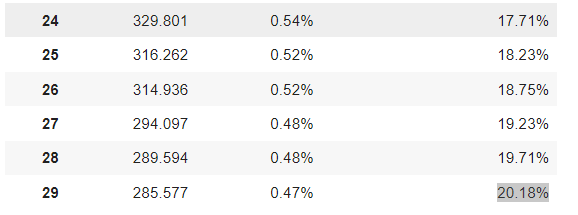 24 329.801 0.54% 17.71%
25 316.262 0.52% 18.23%
26 314.936 0.52% 18.75%
27 294.097 0.48% 19.23%
28 289.594 0.48% 19.71%
29 285.577 0.47% 20.18%